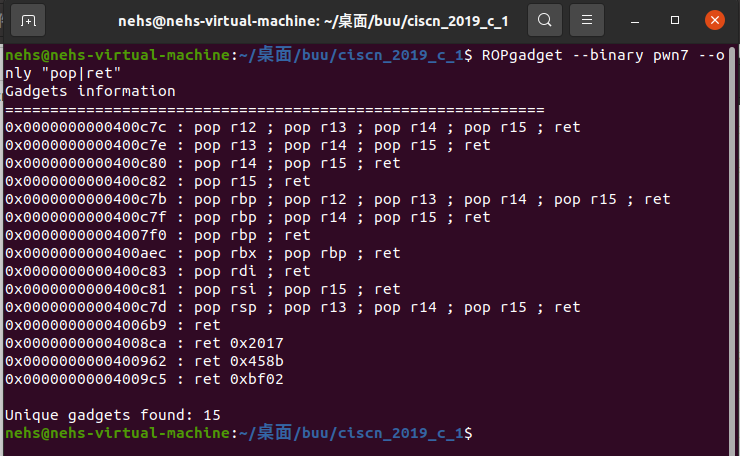 nehs@nehs-virtual-machine: ~/桌面/buu/ciscn_2019_c_1
nehs@nehs-virtual-machine:~/桌面/buu/ciscn_2019_c_1$ ROPgadget --binary pwn7 --o
nly "pop|ret"
Gadgets information
============================================================
0x0000000000400c7c : pop r12 ; pop r13 ; pop r14 ; pop r15 ; ret
0x0000000000400c7e : pop r13 ; pop r14 ; pop r15 ; ret
0x0000000000400c80 : pop r14 ; pop r15 ; ret
0x0000000000400c82 : pop r15 ; ret
0x0000000000400c7b : pop rbp ; pop r12 ; pop r13 ; pop r14 ; pop r15 ; ret
0x0000000000400c7f : pop rbp ; pop r14 ; pop r15 ; ret
0x00000000004007f0 : pop rbp ; ret
0x0000000000400aec : pop rbx ; pop rbp ; ret
0x0000000000400c83 : pop rdi ; ret
0x0000000000400c81 : pop rsi ; pop r15 ; ret
0x0000000000400c7d : pop rsp ; pop r13 ; pop r14 ; pop r15 ; ret
0x00000000004006b9 : ret
0x00000000004008ca : ret 0x2017
0x0000000000400962 : ret 0x458b
0x00000000004009c5 : ret 0xbf02
Unique gadgets found: 15
nehs@nehs-virtual-machine:~/桌面/buu/ciscn_2019_c_1$